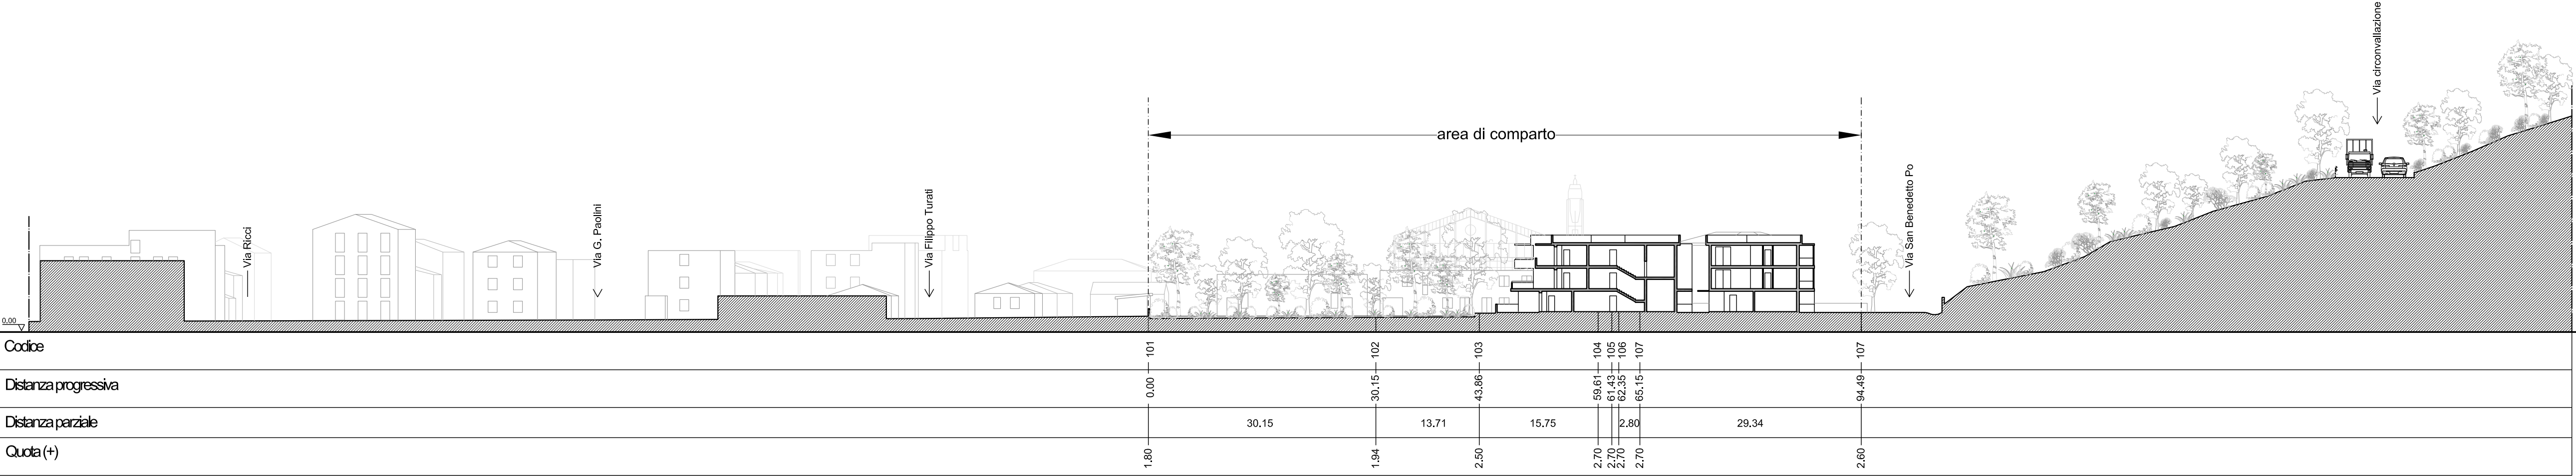 Via circonvallazione
area di comparto
Via San Benedetto Po
Via Filippo Turati
Via G. Paolini
Via Ricci
0.00
Codice 101 102 103 104 105 106 107 107
Distanza progressiva 0.00 30.15 43.86 59.61 61.43 62.35 65.15 94.49
Distanza parziale 30.15 13.71 15.75 2.80 29.34
Quota (+) 1.80 1.94 2.50 2.70 2.70 2.70 2.70 2.60